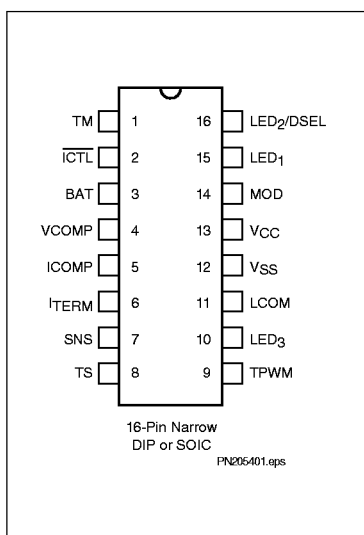 TM 1 16 LED2/DSEL
ICTL 2 15 LED1
BAT 3 14 MOD
VCOMP 4 13 VCC
ICOMP 5 12 VSS
ITERM 6 11 LCOM
SNS 7 10 LED3
TS 8 9 TPWM
16-Pin Narrow
DIP or SOIC
PN205401.eps